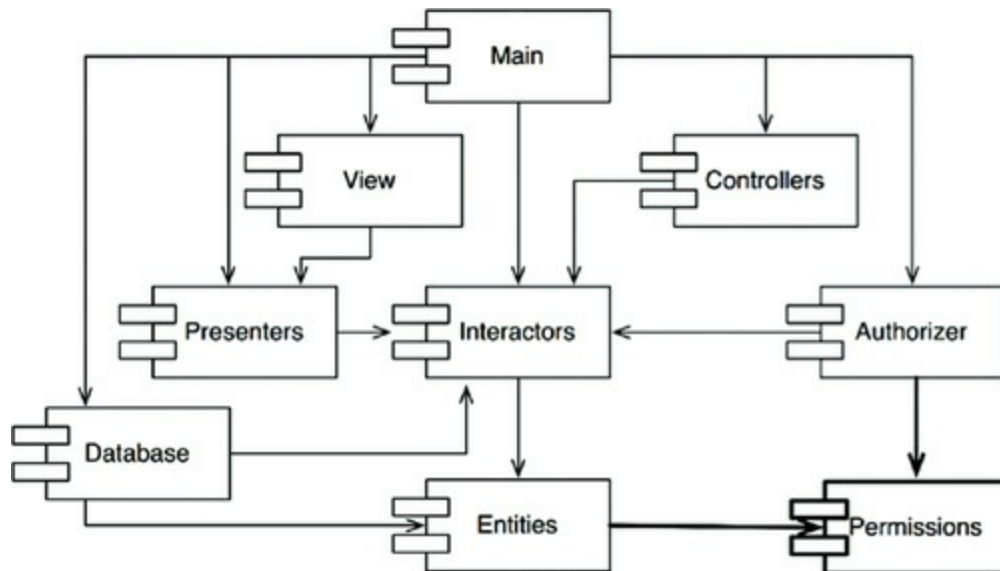 Main
View
Controllers
Presenters
Interactors
Authorizer
Database
Entities
Permissions